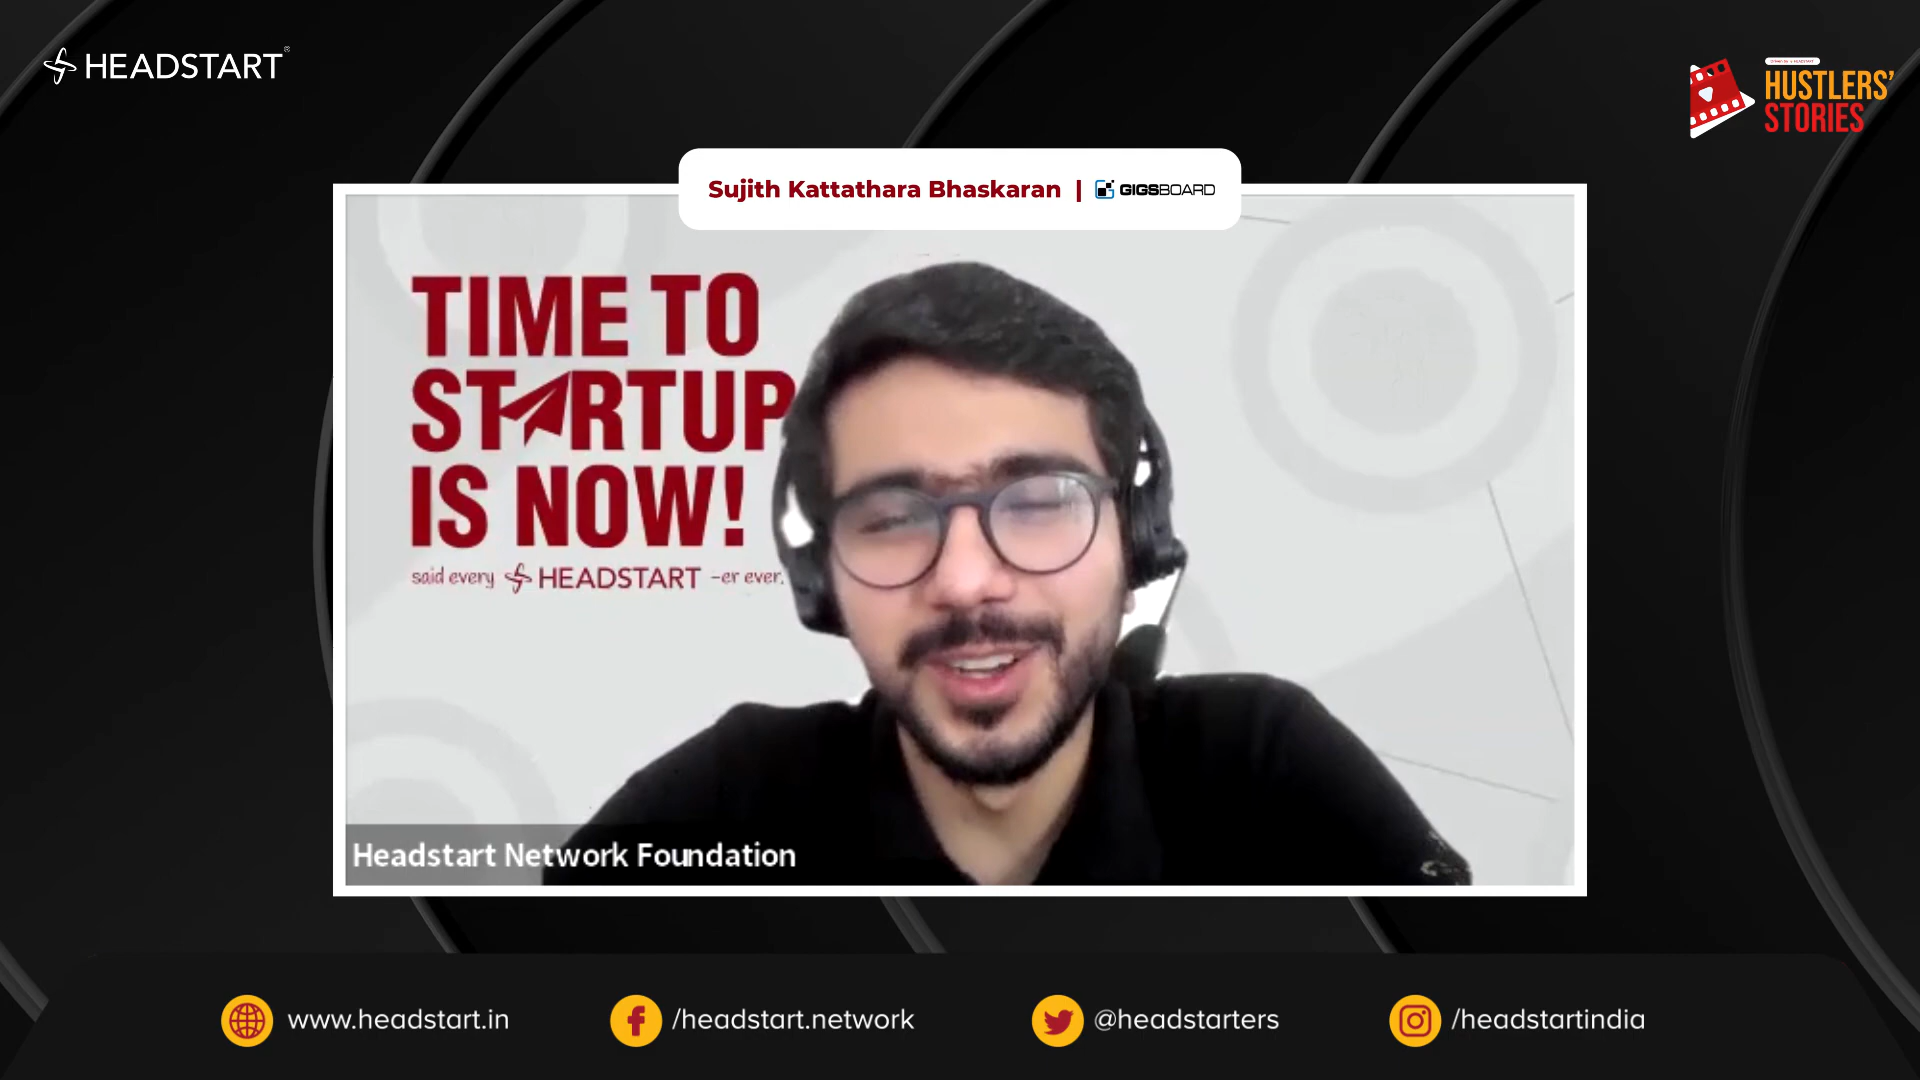 HEADSTART®
HUSTLERS'
STORIES
Sujith Kattathara Bhaskaran | GIGSBOARD
TIME TO
STARTUP
IS NOW!
said every HEADSTART -er ever.
Headstart Network Foundation
www.headstart.in
/headstart.network
@headstarters
/headstartindia